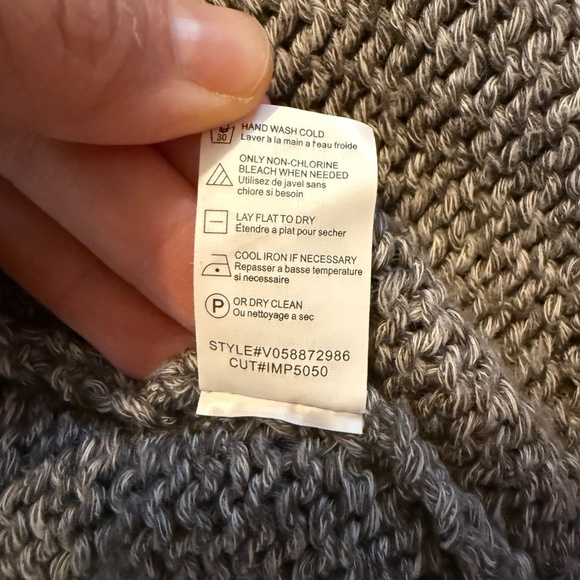 HAND WASH COLD
Laver à la main a l'eau froide
30
ONLY NON-CHLORINE
BLEACH WHEN NEEDED
Utilisez de javel sans
chlore si besoin
LAY FLAT TO DRY
Étendre a plat pour secher
COOL IRON IF NECESSARY
Repasser a basse temperature
si necessaire
P
OR DRY CLEAN
Ou nettoyage a sec
STYLE#V058872986
CUT#IMP5050